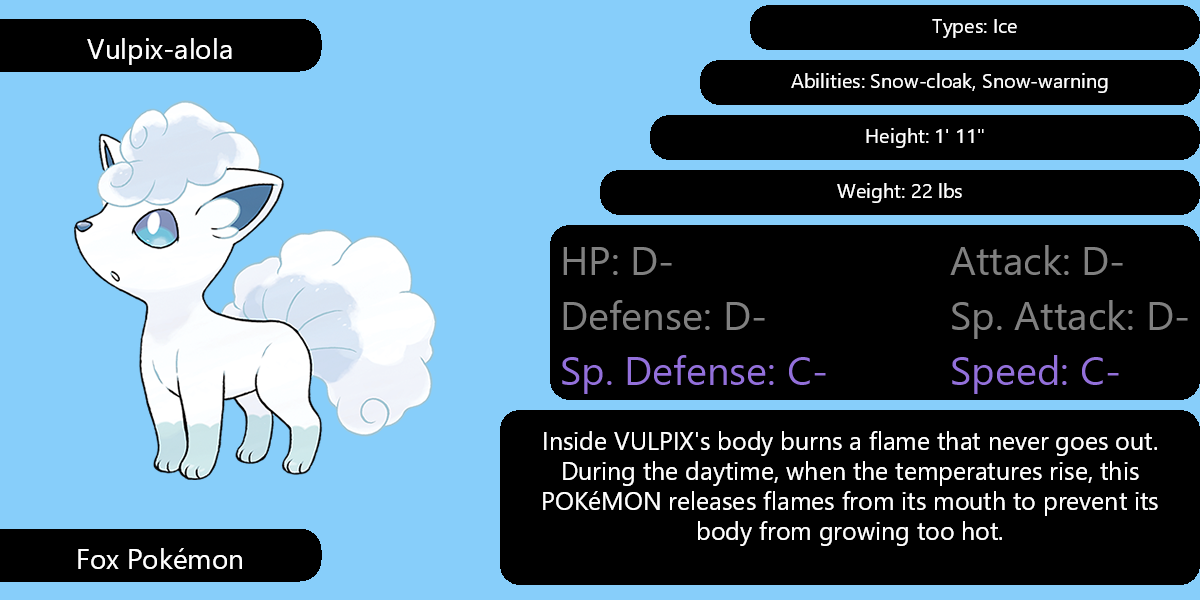 Vulpix-alola
Types: Ice
Abilities: Snow-cloak, Snow-warning
Height: 1' 11"
Weight: 22 lbs
HP: D-
Attack: D-
Defense: D-
Sp. Attack: D-
Sp. Defense: C-
Speed: C-
Inside VULPIX's body burns a flame that never goes out.
During the daytime, when the temperatures rise, this
POKéMON releases flames from its mouth to prevent its
body from growing too hot.
Fox Pokémon